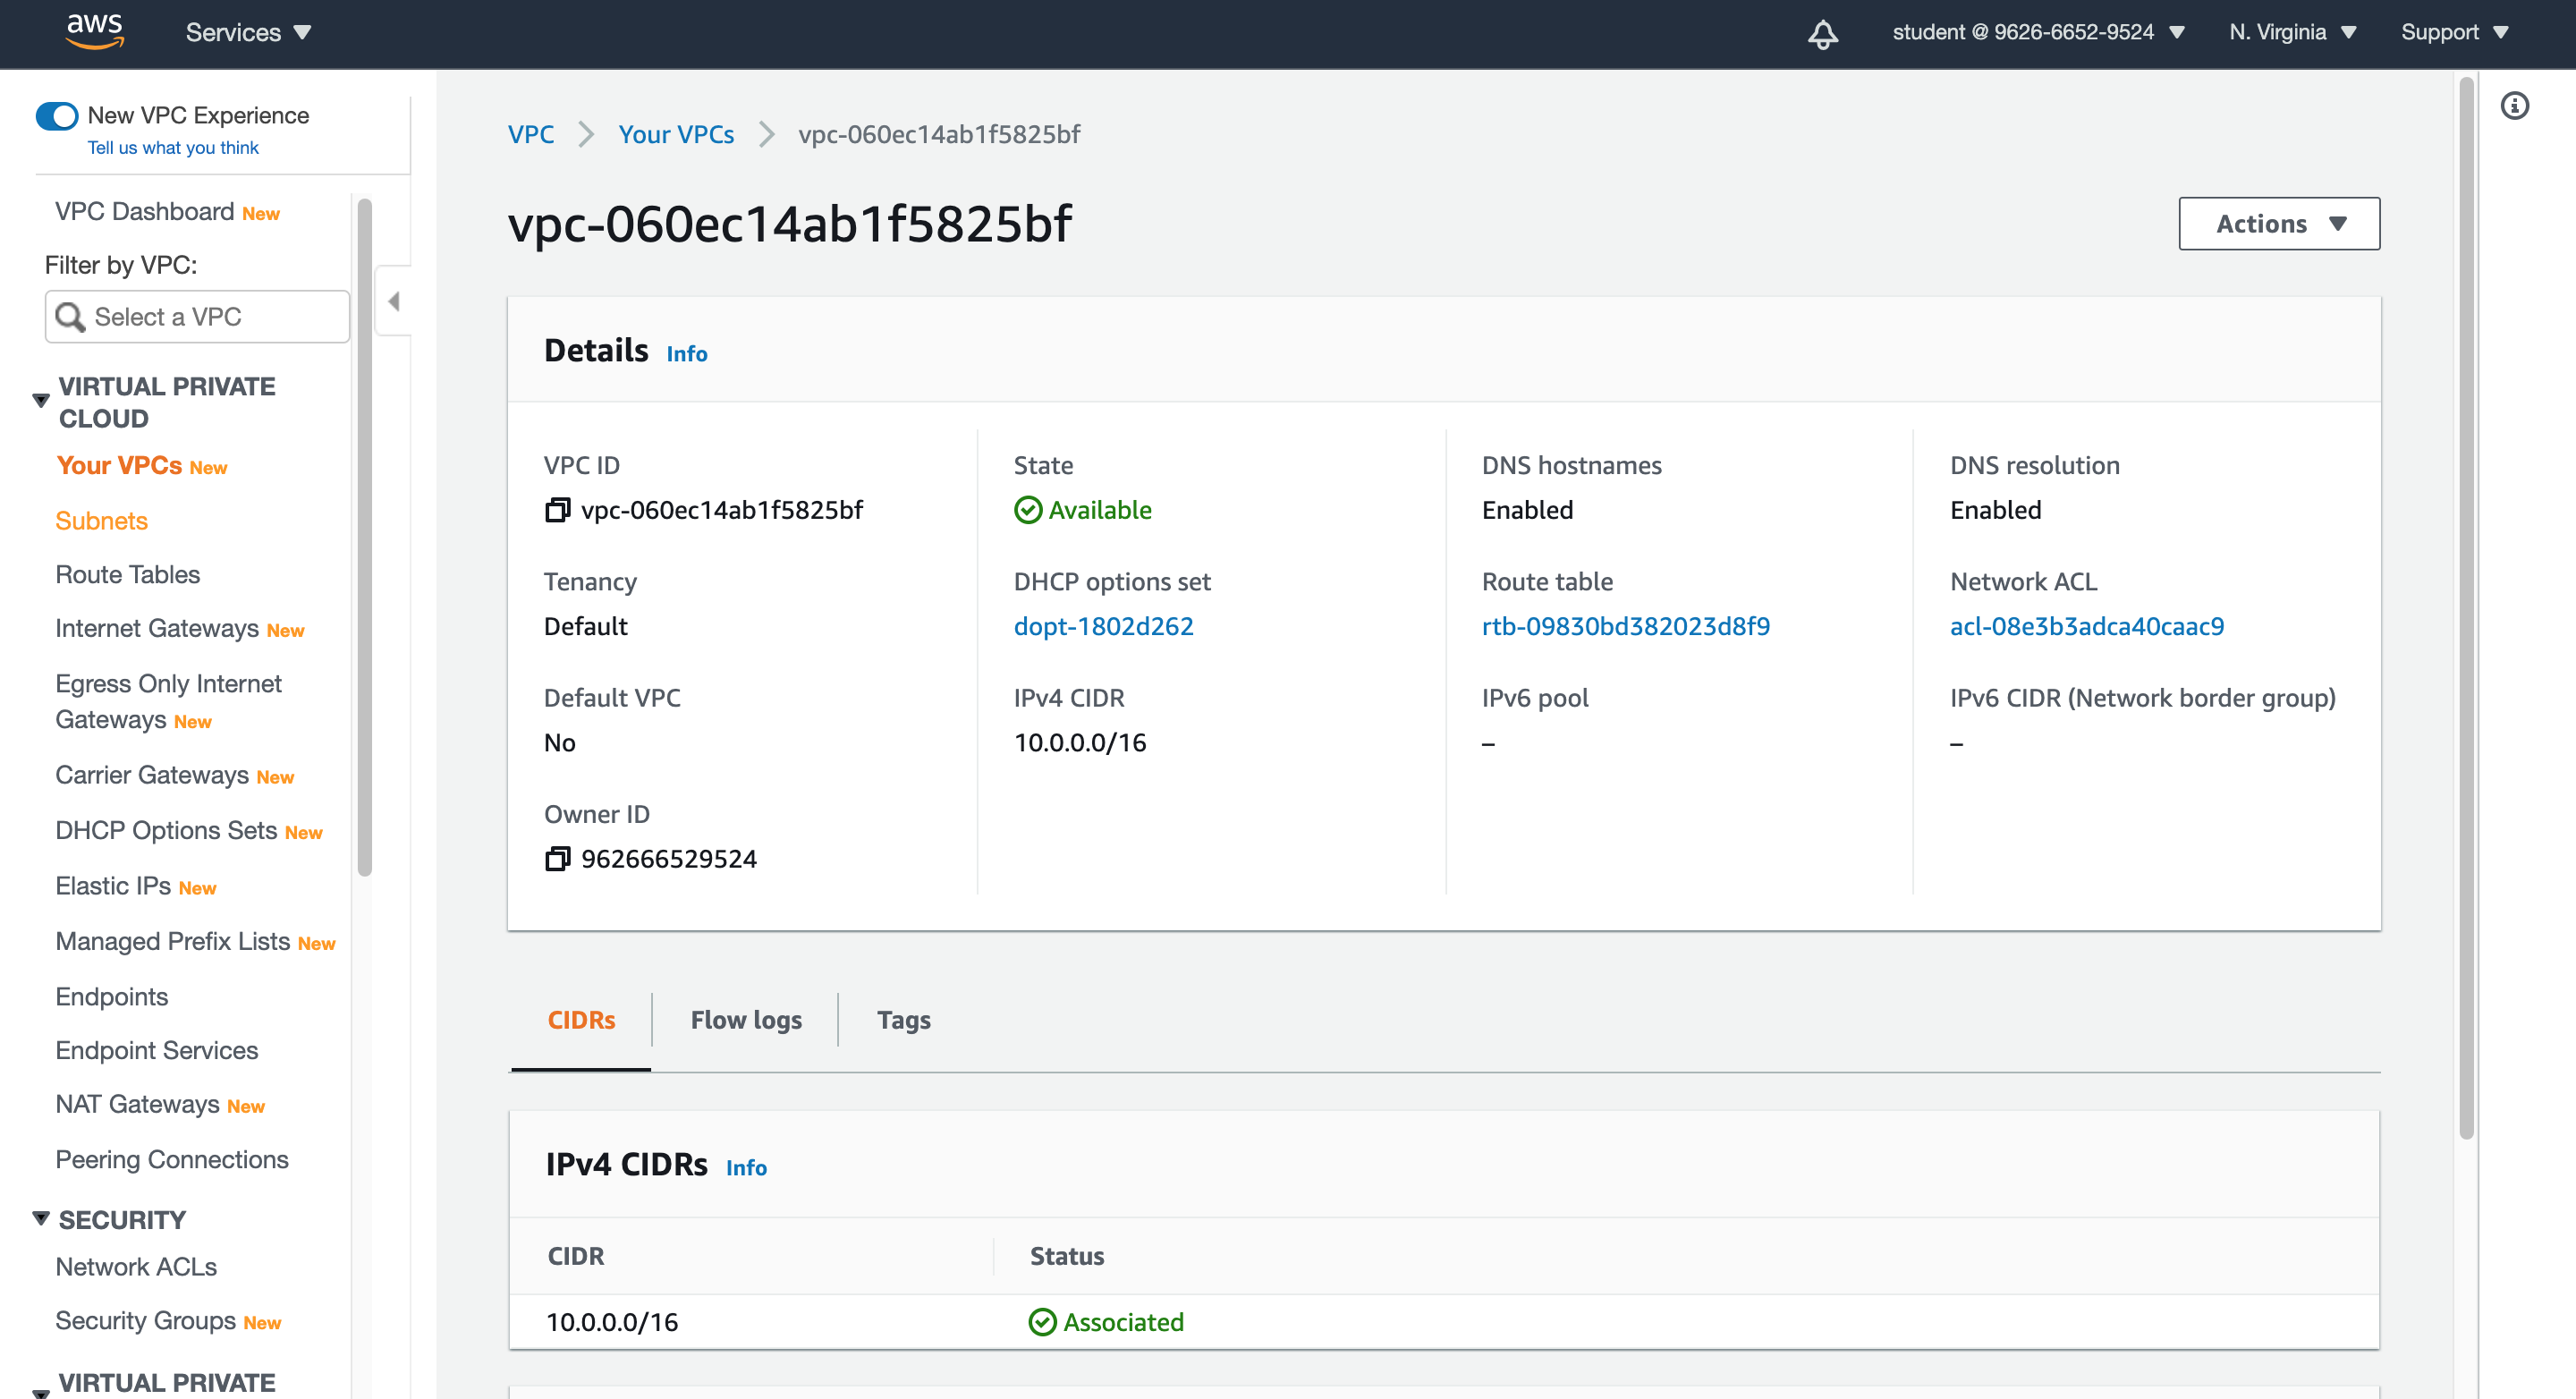 aws
Services
student @ 9626-6652-9524
N. Virginia
Support
New VPC Experience
Tell us what you think
VPC Dashboard New
Filter by VPC:
Select a VPC
VIRTUAL PRIVATE
CLOUD
Your VPCs New
Subnets
Route Tables
Internet Gateways New
Egress Only Internet
Gateways New
Carrier Gateways New
DHCP Options Sets New
Elastic IPs New
Managed Prefix Lists New
Endpoints
Endpoint Services
NAT Gateways New
Peering Connections
SECURITY
Network ACLs
Security Groups New
VIRTUAL PRIVATE
VPC
Your VPCs
vpc-060ec14ab1f5825bf
vpc-060ec14ab1f5825bf
Actions
Details Info
VPC ID
vpc-060ec14ab1f5825bf
State
Available
DNS hostnames
Enabled
DNS resolution
Enabled
Tenancy
Default
DHCP options set
dopt-1802d262
Route table
rtb-09830bd382023d8f9
Network ACL
acl-08e3b3adca40caac9
Default VPC
No
IPv4 CIDR
10.0.0.0/16
IPv6 pool
–
IPv6 CIDR (Network border group)
–
Owner ID
962666529524
CIDRs
Flow logs
Tags
IPv4 CIDRs Info
CIDR
Status
10.0.0.0/16
Associated